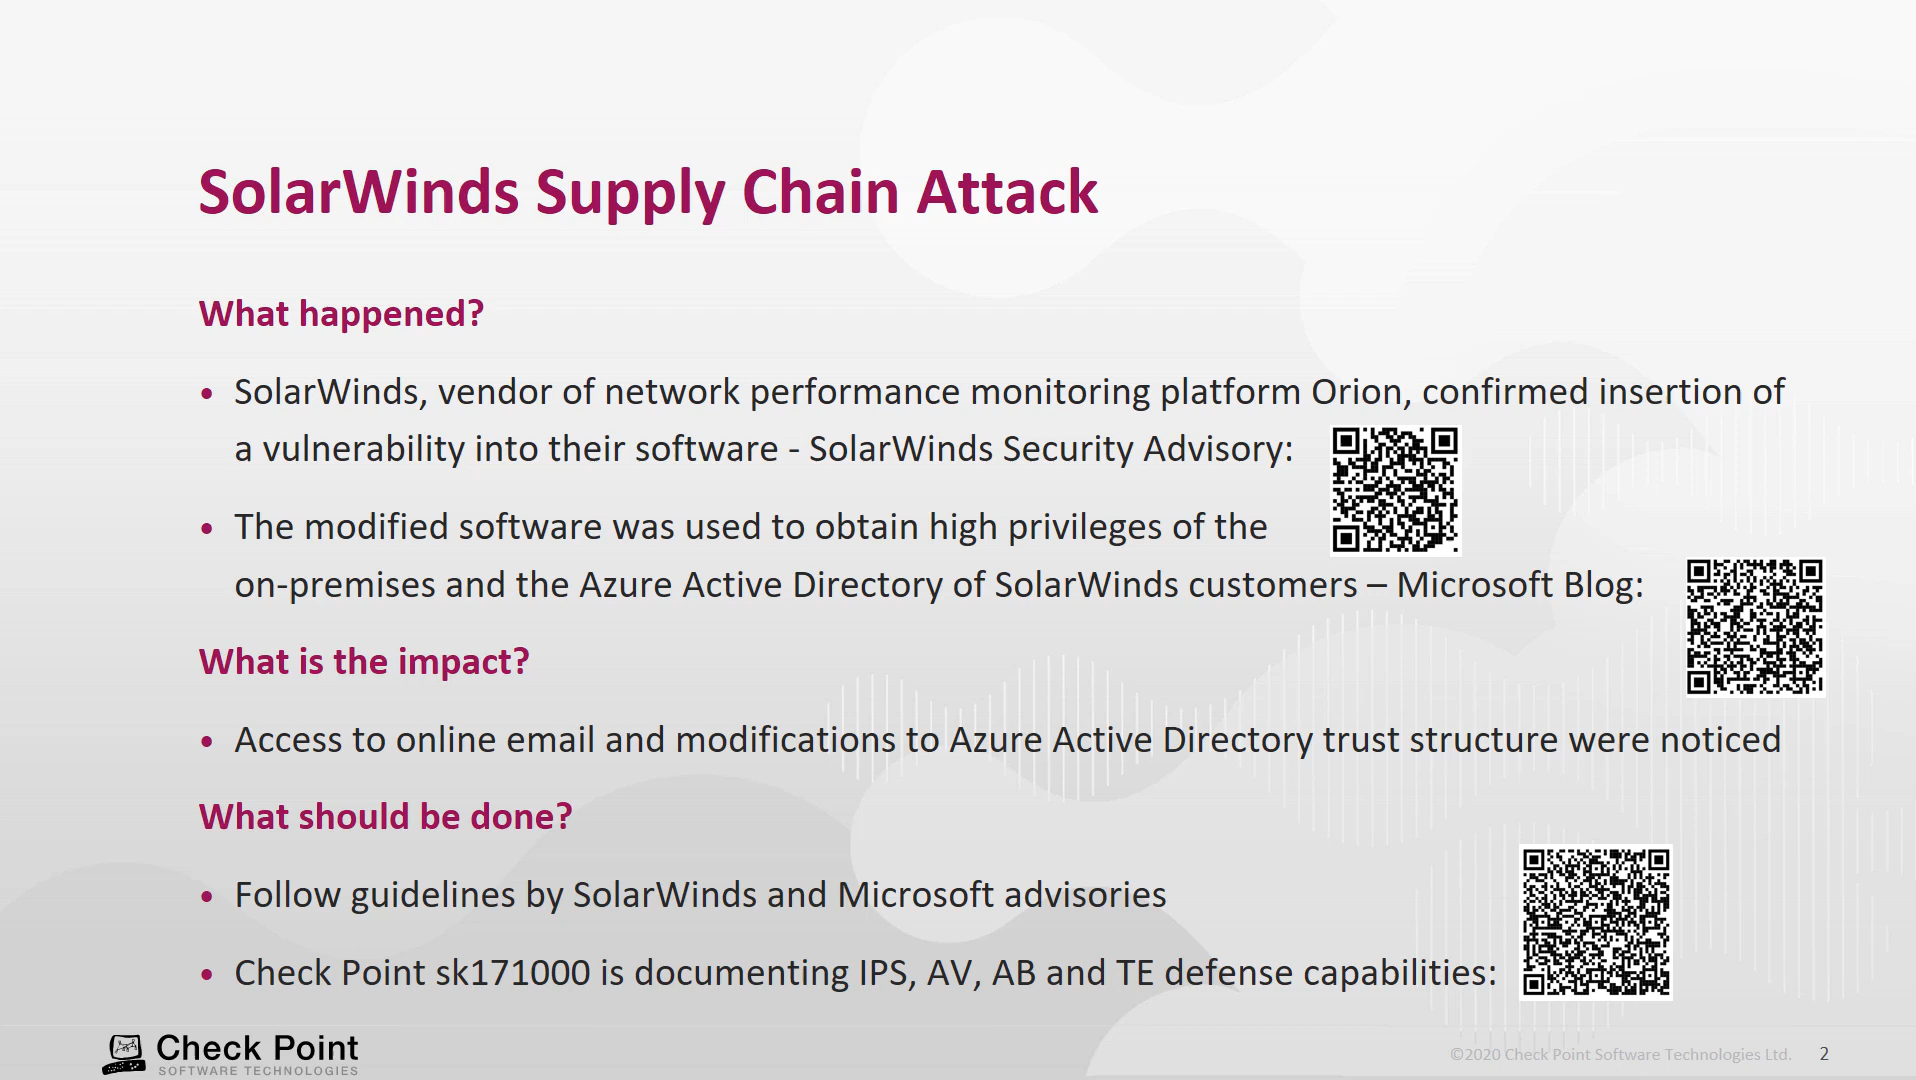 SolarWinds Supply Chain Attack
What happened?
• SolarWinds, vendor of network performance monitoring platform Orion, confirmed insertion of
a vulnerability into their software - SolarWinds Security Advisory:
• The modified software was used to obtain high privileges of the
on-premises and the Azure Active Directory of SolarWinds customers – Microsoft Blog:
What is the impact?
• Access to online email and modifications to Azure Active Directory trust structure were noticed
What should be done?
• Follow guidelines by SolarWinds and Microsoft advisories
• Check Point sk171000 is documenting IPS, AV, AB and TE defense capabilities:
Check Point
SOFTWARE TECHNOLOGIES
©2020 Check Point Software Technologies Ltd. 2